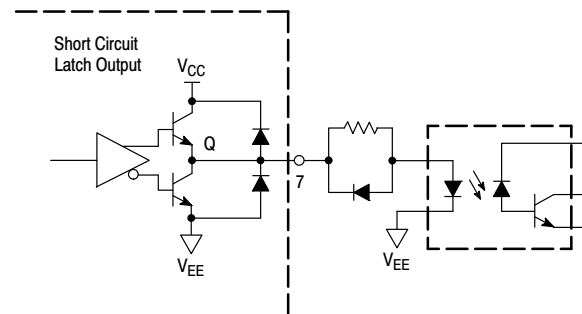 Short Circuit
Latch Output
VCC
Q
7
VEE
VEE